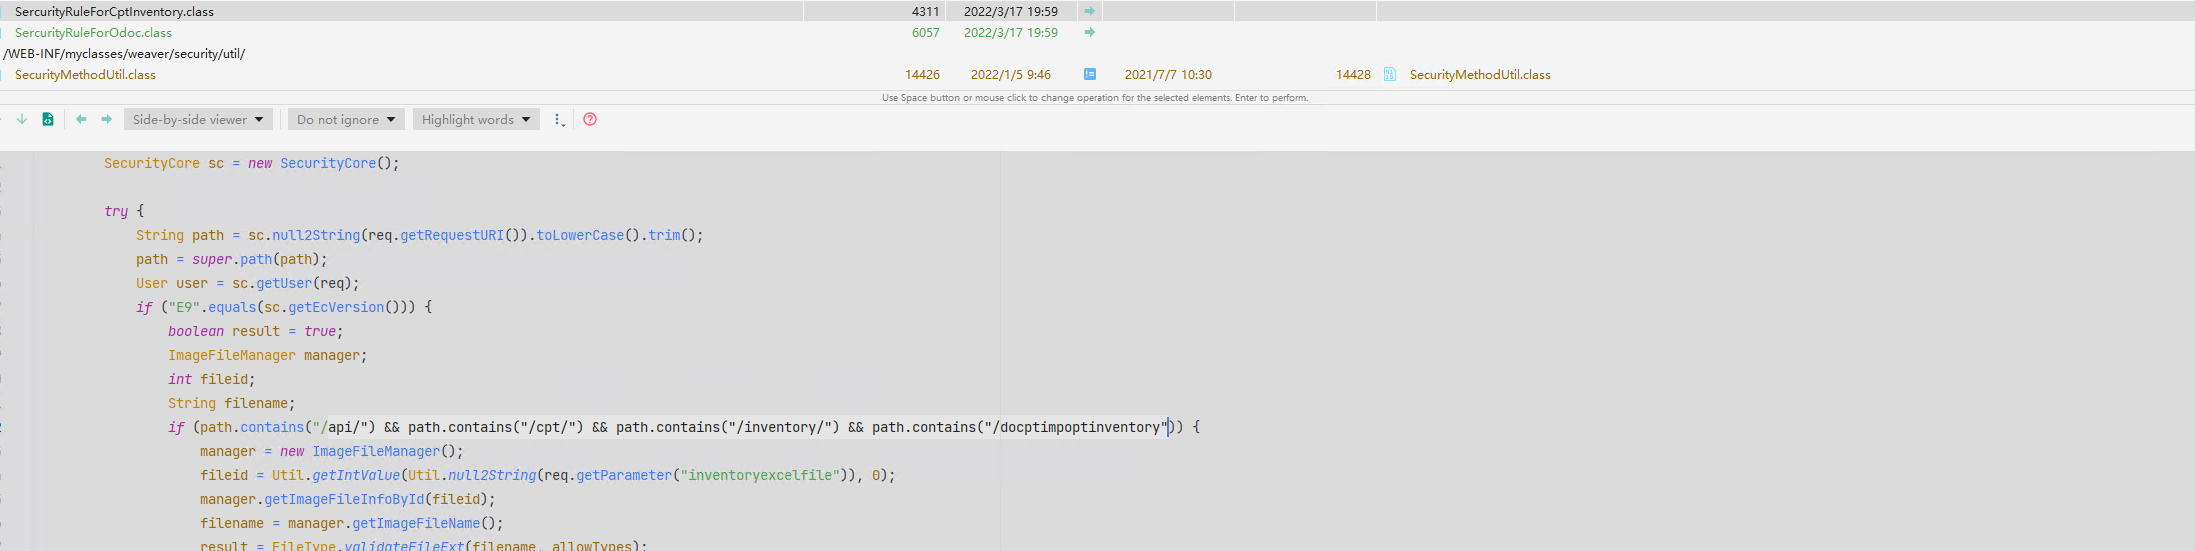 SercurityRuleForCptInventory.class 4311 2022/3/17 19:59
SercurityRuleForOdoc.class 6057 2022/3/17 19:59
/WEB-INF/myclasses/weaver/security/util/
SecurityMethodUtil.class 14426 2022/1/5 9:46 2021/7/7 10:30 14428 SecurityMethodUtil.class
Use Space button or mouse click to change operation for the selected elements. Enter to perform.
Side-by-side viewer Do not ignore Highlight words
SecurityCore sc = new SecurityCore();
try {
String path = sc.null2String(req.getRequestURI()).toLowerCase().trim();
path = super.path(path);
User user = sc.getUser(req);
if ("E9".equals(sc.getEcVersion())) {
boolean result = true;
ImageFileManager manager;
int fileid;
String filename;
if (path.contains("/api/") && path.contains("/cpt/") && path.contains("/inventory/") && path.contains("/docptimpoptinventory")) {
manager = new ImageFileManager();
fileid = Util.getIntValue(Util.null2String(req.getParameter("inventoryexcelfile")), 0);
manager.getImageFileInfoById(fileid);
filename = manager.getImageFileName();
result = FileType.validateFileExt(filename, allowTypes);